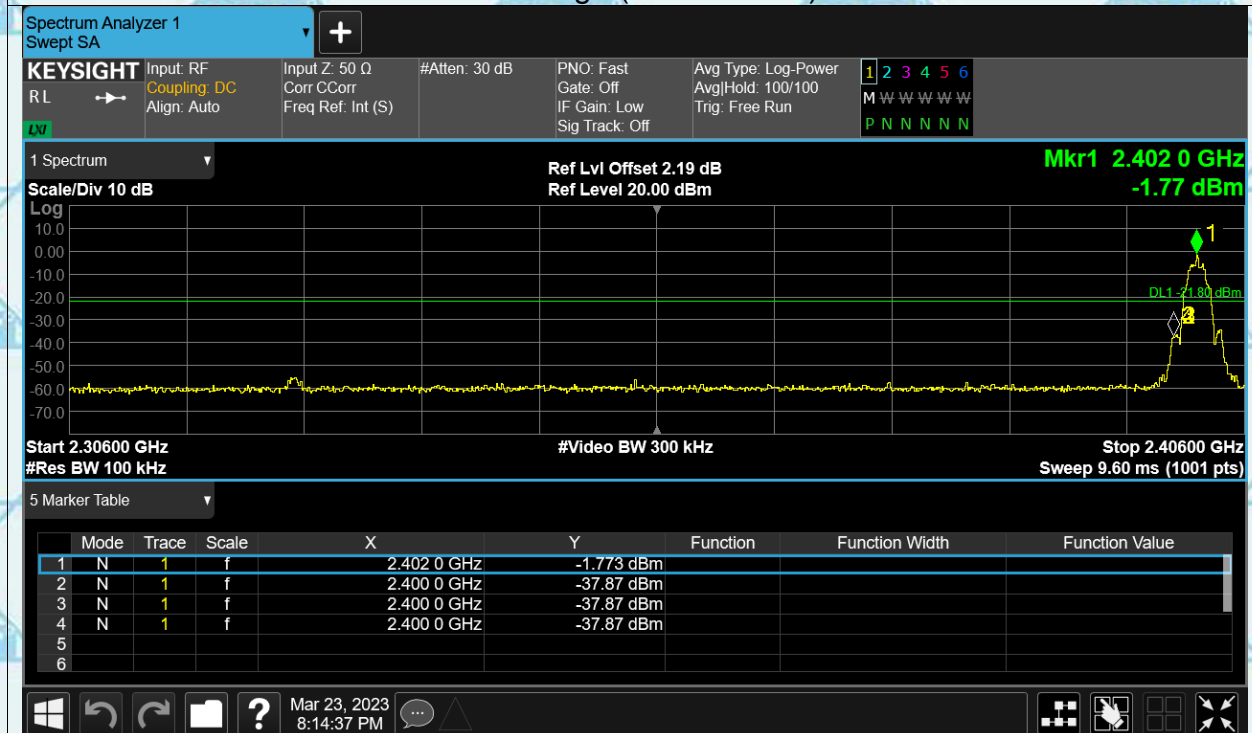 Spectrum Analyzer 1
Swept SA
+
KEYSIGHT Input: RF Input Z: 50 Ω #Atten: 30 dB PNO: Fast Avg Type: Log-Power 1 2 3 4 5 6
R L Coupling: DC Corr CCorr Gate: Off Avg|Hold: 100/100 M W W W W W
Align: Auto Freq Ref: Int (S) IF Gain: Low Trig: Free Run
LXI Sig Track: Off P N N N N N
1 Spectrum Ref Lvl Offset 2.19 dB Mkr1 2.402 0 GHz
Scale/Div 10 dB Ref Level 20.00 dBm -1.77 dBm
Log
10.0 1
0.00
-10.0
-20.0 DL1 -21.80 dBm
-30.0
-40.0
-50.0
-60.0
-70.0
Start 2.30600 GHz #Video BW 300 kHz Stop 2.40600 GHz
#Res BW 100 kHz Sweep 9.60 ms (1001 pts)
5 Marker Table
Mode Trace Scale X Y Function Function Width Function Value
1 N 1 f 2.402 0 GHz -1.773 dBm
2 N 1 f 2.400 0 GHz -37.87 dBm
3 N 1 f 2.400 0 GHz -37.87 dBm
4 N 1 f 2.400 0 GHz -37.87 dBm
5
6
? Mar 23, 2023
8:14:37 PM